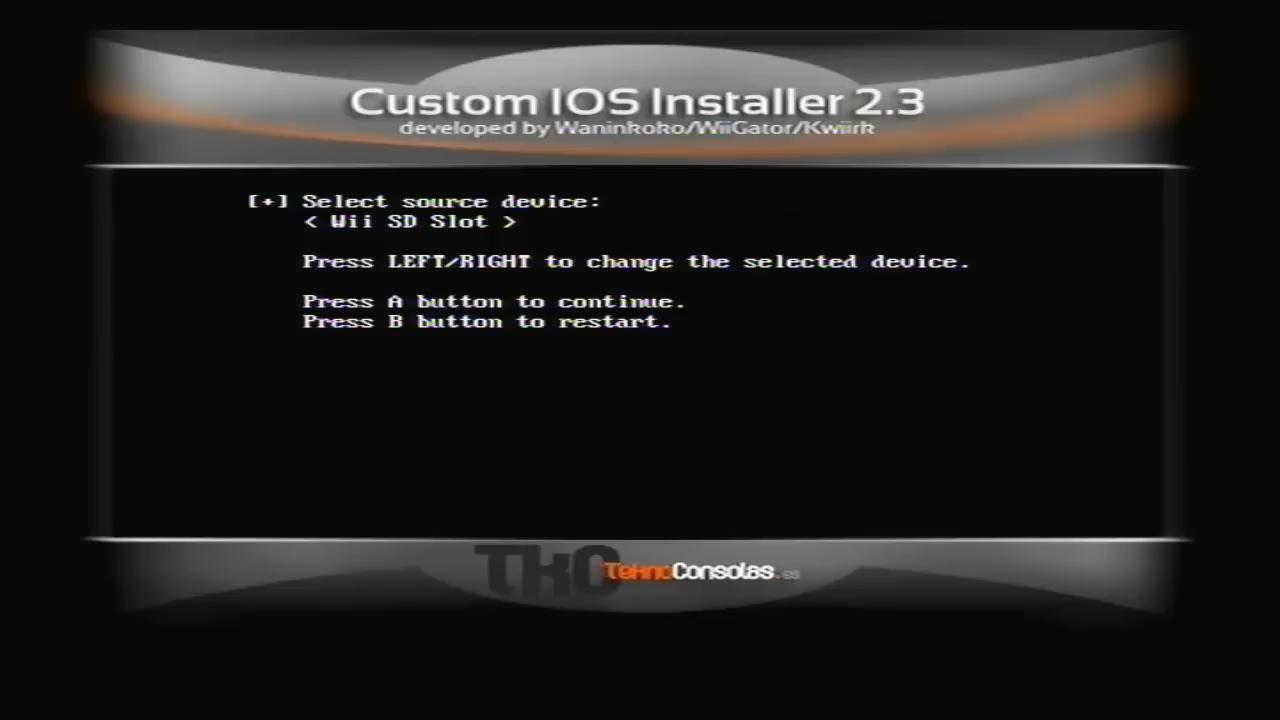 Custom IOS Installer 2.3
developed by Waninkoko/WiiGator/Kwiirk
[+] Select source device:
< Wii SD Slot >
Press LEFT/RIGHT to change the selected device.
Press A button to continue.
Press B button to restart.
TkC TeknoConsolas.es